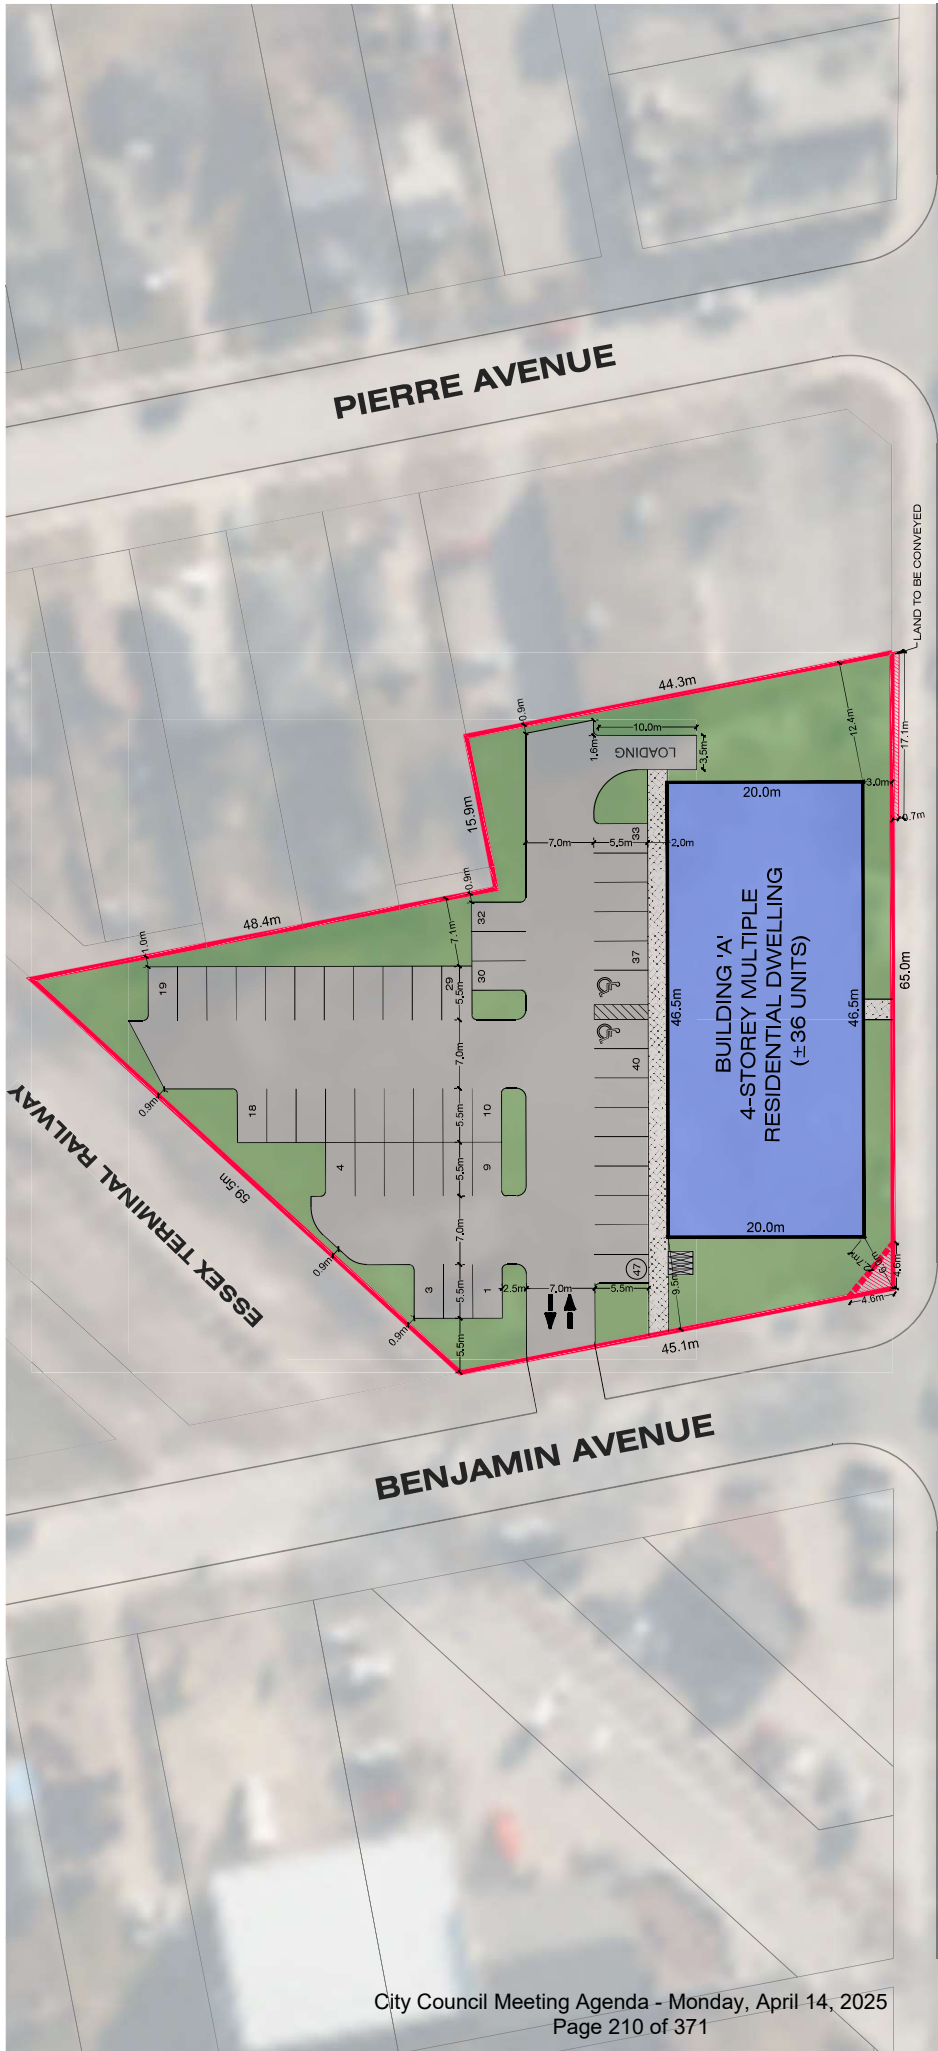 PIERRE AVENUE
LAND TO BE CONVEYED
44.3m
0.9m
10.0m
1.6m
LOADING
3.5m
12.4m
17.1m
3.0m
0.7m
15.9m
20.0m
7.0m
5.5m
33
2.0m
0.9m
48.4m
32
7.1m
1.0m
37
19
29
30
5.5m
BUILDING 'A'
4-STOREY MULTIPLE
RESIDENTIAL DWELLING
(±36 UNITS)
46.5m
46.5m
65.0m
7.0m
40
0.9m
18
5.5m
10
4
5.5m
9
59.5m
ESSEX TERMINAL RAILWAY
7.0m
20.0m
0.9m
2.7m
4.6m
4.6m
3
5.5m
1
2.5m
7.0m
5.5m
47
9.5m
0.9m
5.5m
45.1m
BENJAMIN AVENUE
City Council Meeting Agenda - Monday, April 14, 2025
Page 210 of 371